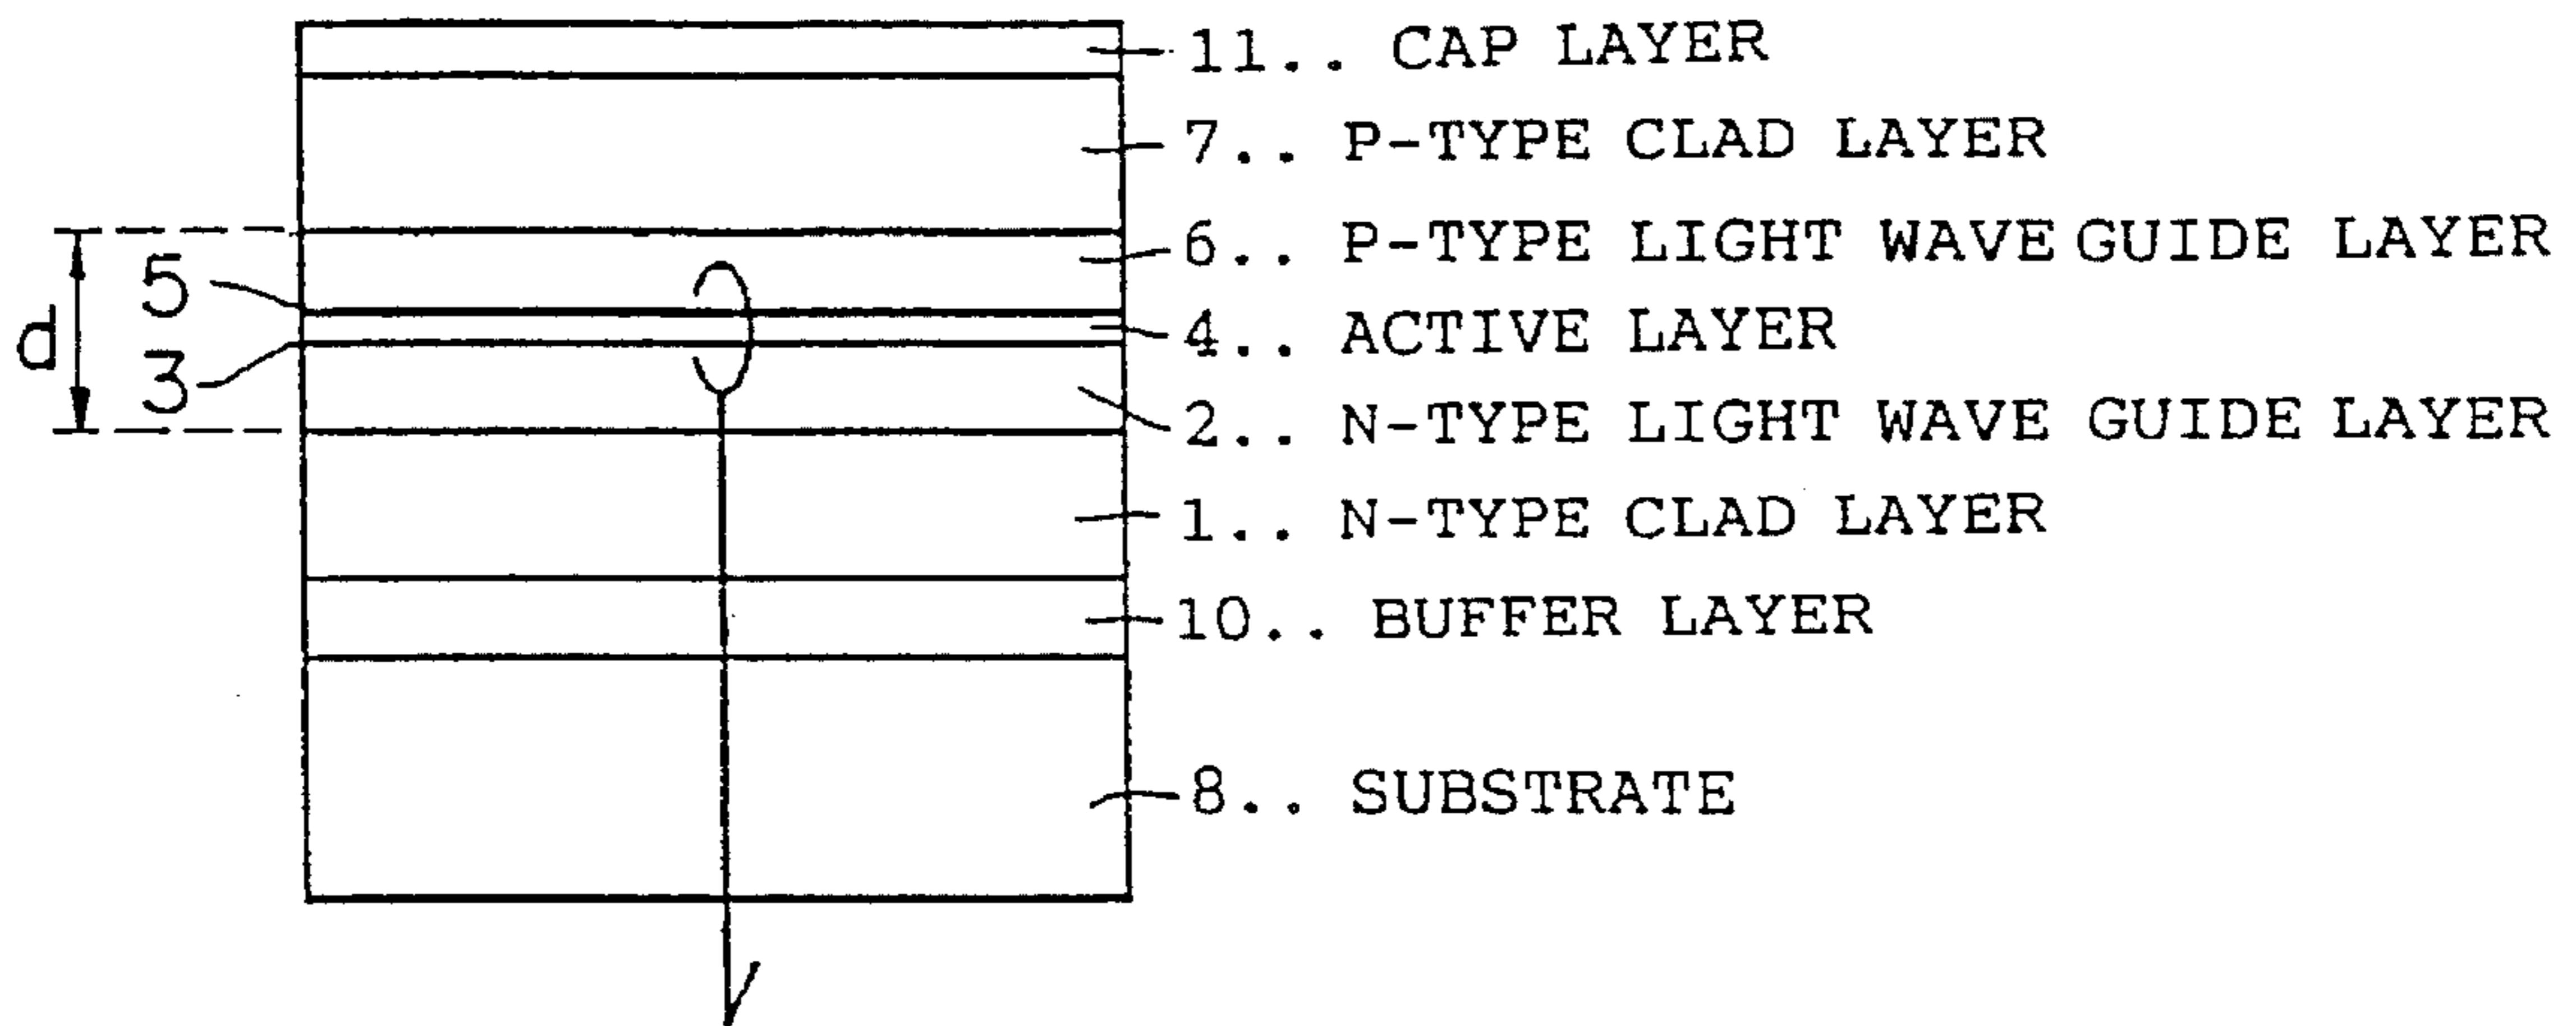 11.. CAP LAYER
7.. P-TYPE CLAD LAYER
6.. P-TYPE LIGHT WAVE GUIDE LAYER
5
4.. ACTIVE LAYER
d
3
2.. N-TYPE LIGHT WAVE GUIDE LAYER
1.. N-TYPE CLAD LAYER
10.. BUFFER LAYER
8.. SUBSTRATE